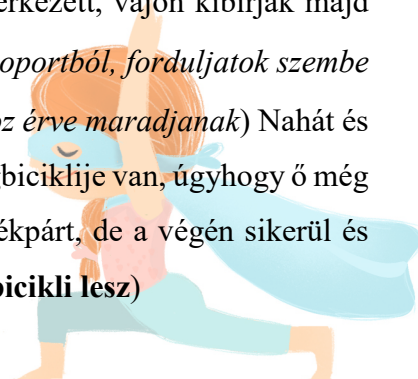 érkezett, vajon kibírják majd
oportból, forduljatok szembe
oz érve maradjanak) Nahát és
biciklije van, úgyhogy ő még
ékpárt, de a végén sikerül és
bicikli lesz)